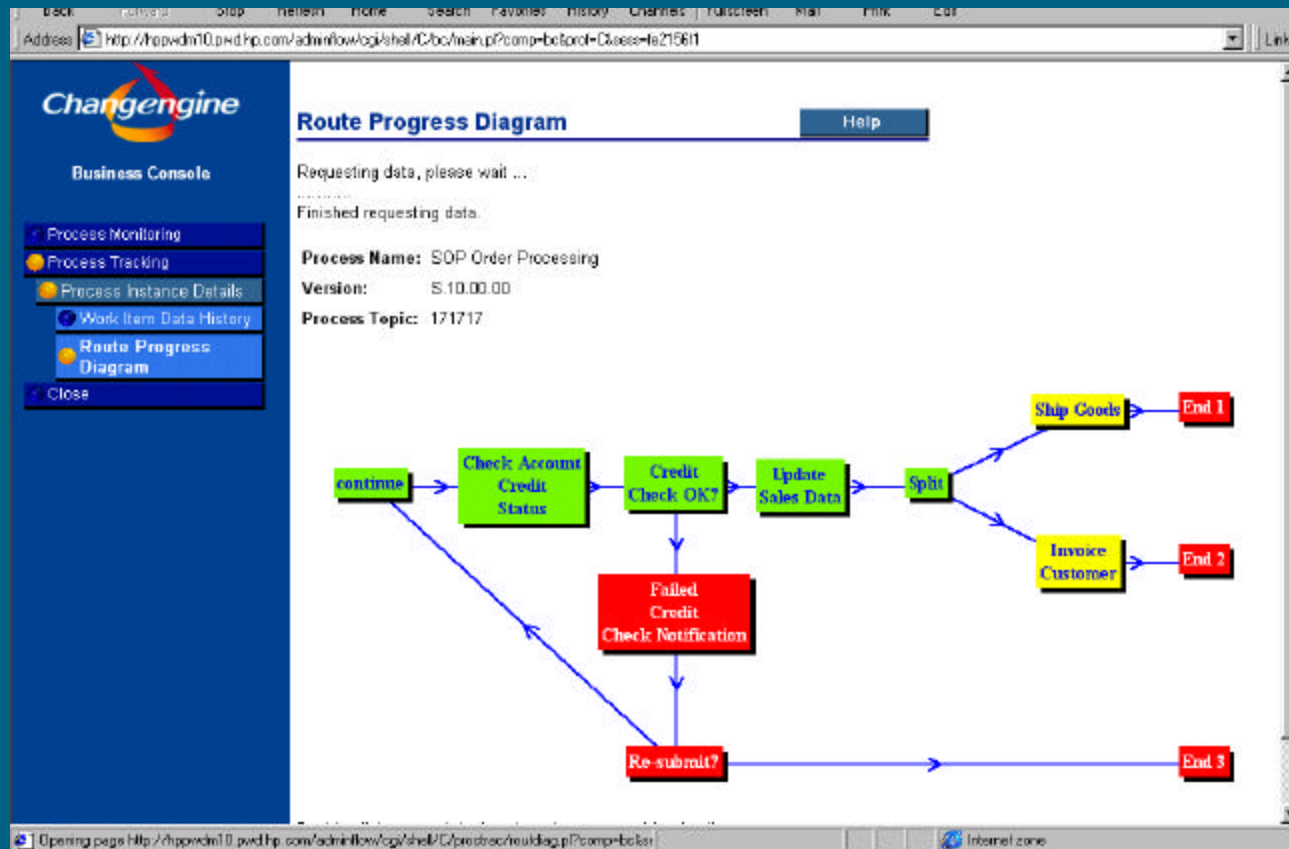 Back Stop Refresh Home Search Favorites History Channels Fullscreen Mail Print Edit
Address
Link
Changengine
Business Console
Process Monitoring
Process Tracking
Process Instance Details
Work Item Data History
Route Progress
Diagram
Close
Route Progress Diagram
Help
Requesting data, please wait ...
...........
Finished requesting data.
Process Name: SOP Order Processing
Version: S.10.00.00
Process Topic: 171717
Ship Goods
End 1
continue
Check Account
Credit
Status
Credit
Check OK?
Update
Sales Data
Split
Invoice
Customer
End 2
Failed
Credit
Check Notification
Re-submit?
End 3
Opening page
Internet zone